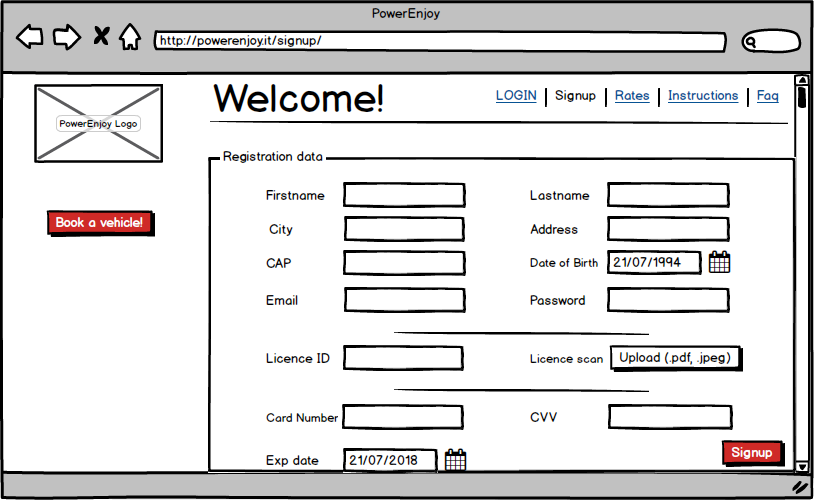 PowerEnjoy
http://powerenjoy.it/signup/
PowerEnjoy Logo
Welcome!
LOGIN Signup Rates Instructions Faq
Book a vehicle!
Registration data
Firstname Lastname
City Address
CAP Date of Birth 21/07/1994
Email Password
Licence ID Licence scan Upload (.pdf, .jpeg)
Card Number CVV
Exp date 21/07/2018 Signup